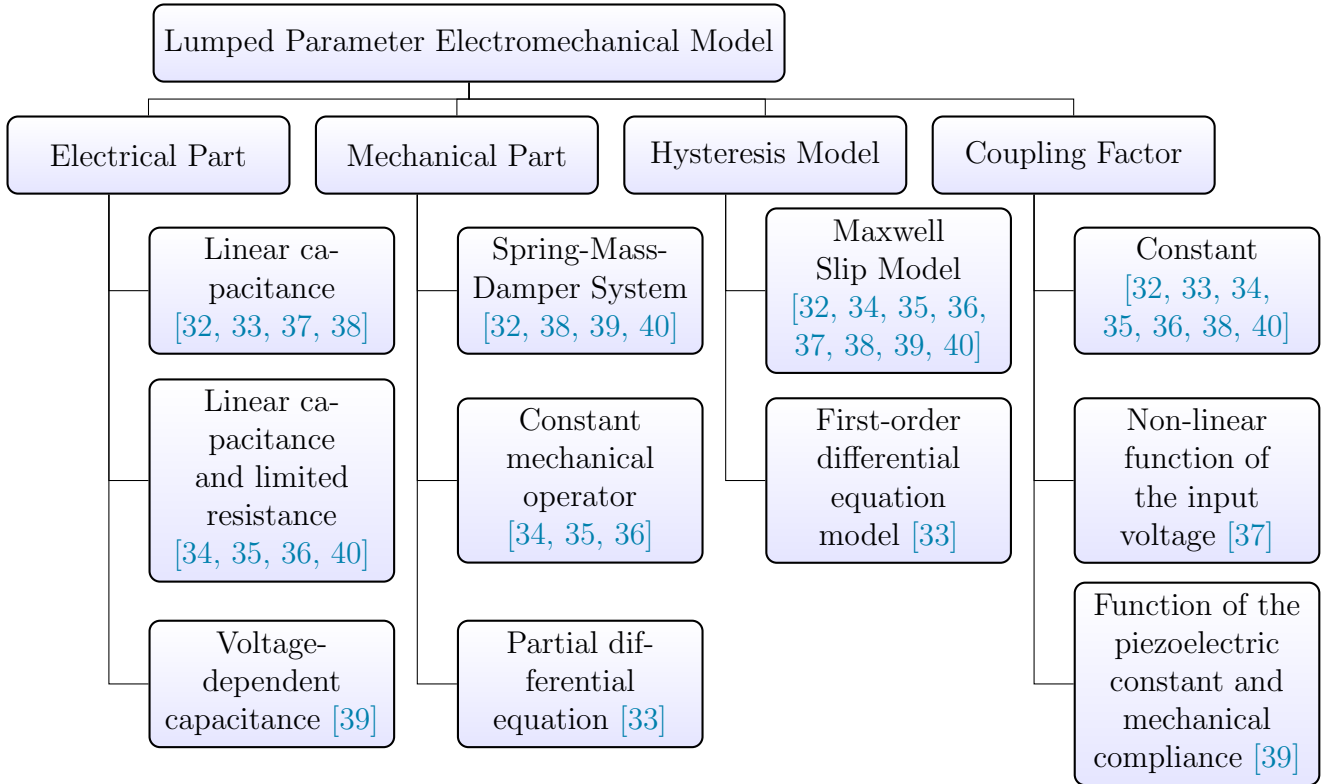 Lumped Parameter Electromechanical Model
Electrical Part
Mechanical Part
Hysteresis Model
Coupling Factor
Linear ca-
pacitance
[32, 33, 37, 38]
Linear ca-
pacitance
and limited
resistance
[34, 35, 36, 40]
Voltage-
dependent
capacitance [39]
Spring-Mass-
Damper System
[32, 38, 39, 40]
Constant
mechanical
operator
[34, 35, 36]
Partial dif-
ferential
equation [33]
Maxwell
Slip Model
[32, 34, 35, 36,
37, 38, 39, 40]
First-order
differential
equation
model [33]
Constant
[32, 33, 34,
35, 36, 38, 40]
Non-linear
function of
the input
voltage [37]
Function of the
piezoelectric
constant and
mechanical
compliance [39]